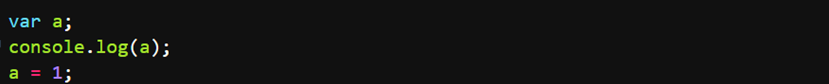 var a;
console.log(a);
a = 1;